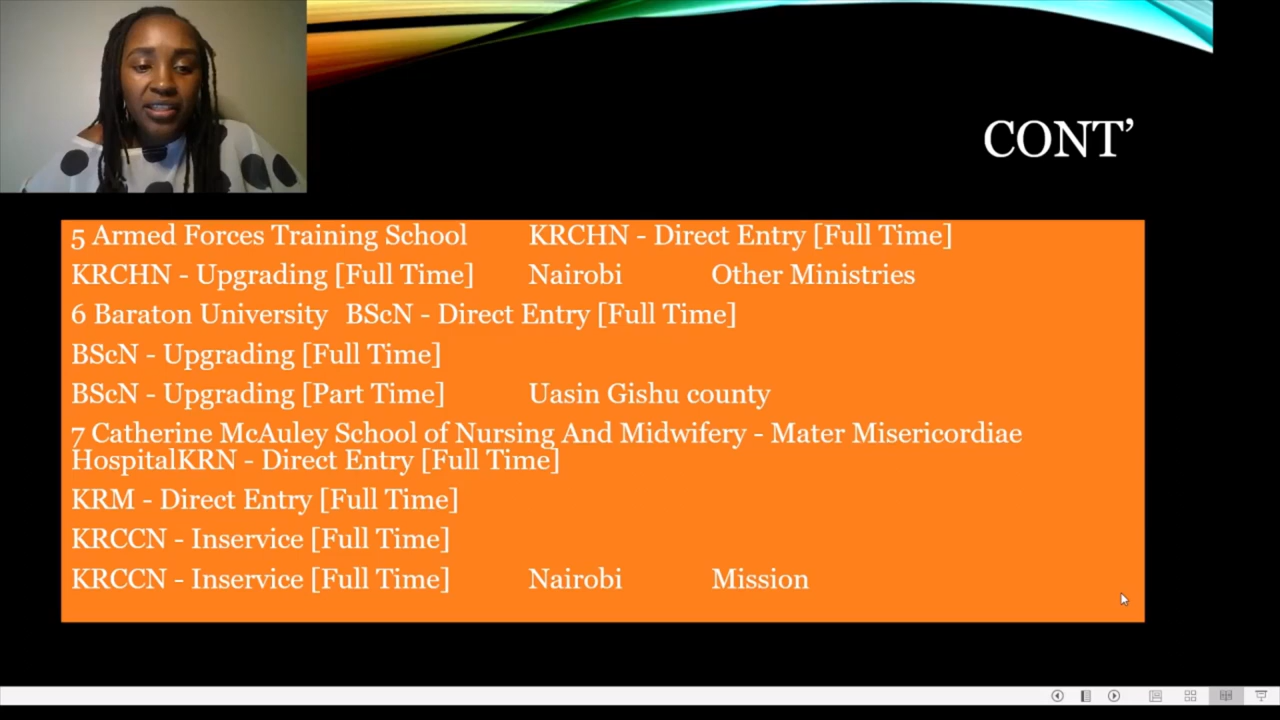 CONT’
5 Armed Forces Training School KRCHN - Direct Entry [Full Time]
KRCHN - Upgrading [Full Time] Nairobi Other Ministries
6 Baraton University BScN - Direct Entry [Full Time]
BScN - Upgrading [Full Time]
BScN - Upgrading [Part Time] Uasin Gishu county
7 Catherine McAuley School of Nursing And Midwifery - Mater Misericordiae
HospitalKRN - Direct Entry [Full Time]
KRM - Direct Entry [Full Time]
KRCCN - Inservice [Full Time]
KRCCN - Inservice [Full Time] Nairobi Mission